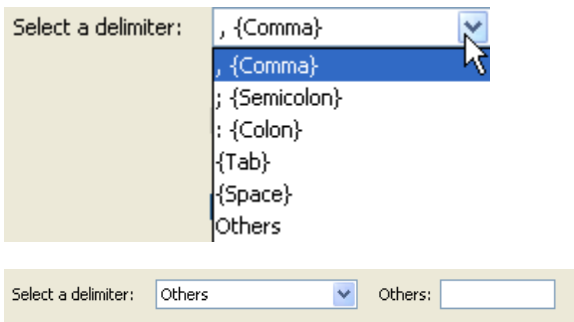 Select a delimiter: , {Comma}
, {Comma}
; {Semicolon}
: {Colon}
{Tab}
{Space}
Others
Select a delimiter: Others Others: